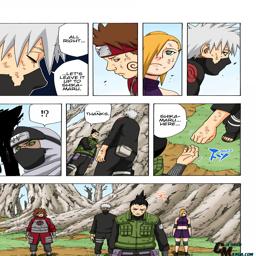 ALL
RIGHT...
...LET'S
LEAVE IT
UP TO
SHIKA-
MARU.
SHIKA-
MARU...
HERE...
THANKS.
!?